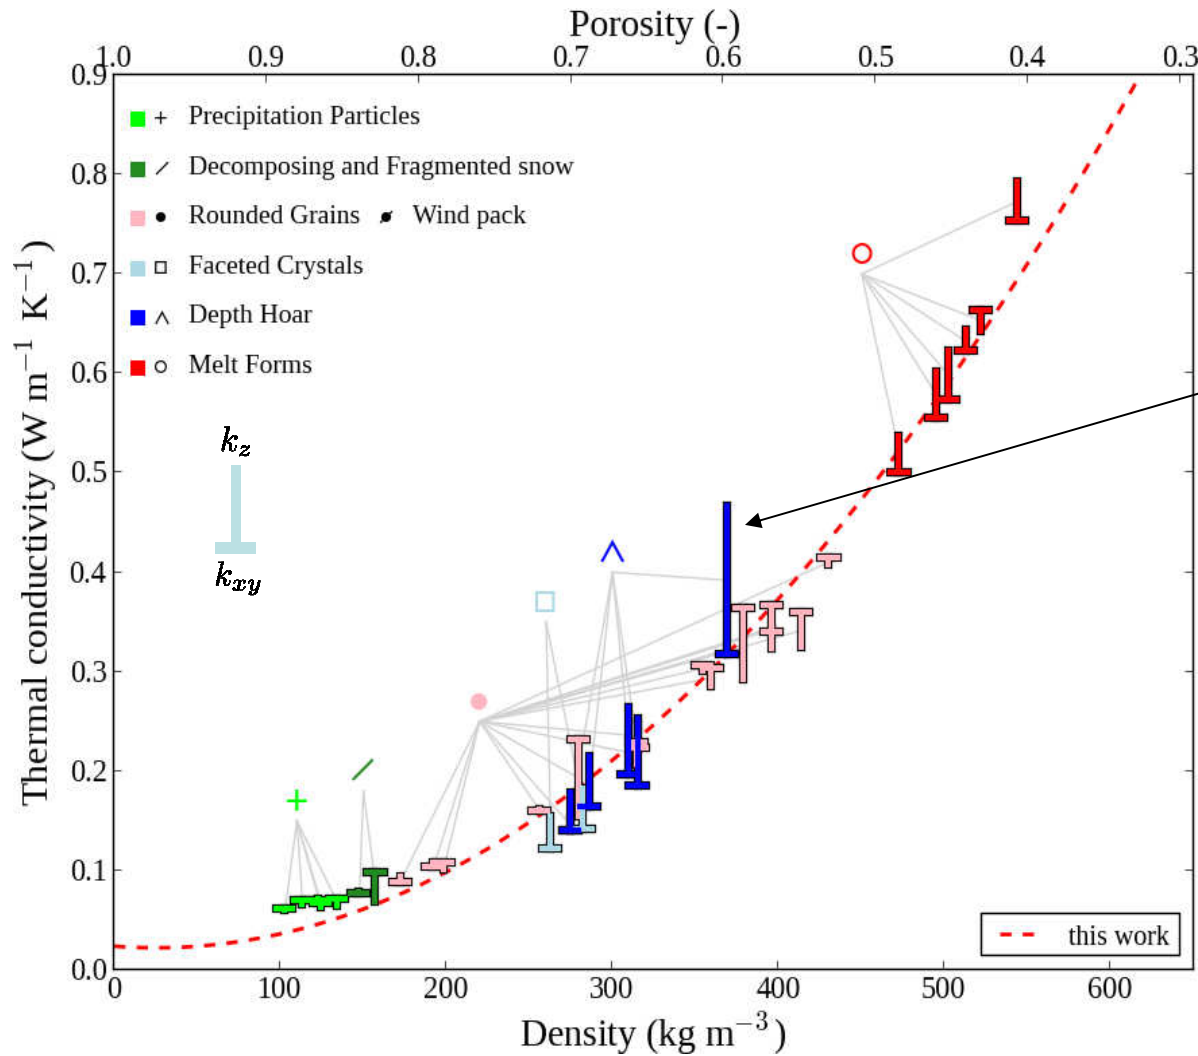 Porosity (-)
1.0 0.9 0.8 0.7 0.6 0.5 0.4 0.3
0.9
0.8
0.7
0.6
0.5
0.4
0.3
0.2
0.1
0.0
Thermal conductivity (W m⁻¹ K⁻¹)
+ Precipitation Particles
Decomposing and Fragmented snow
Rounded Grains Wind pack
Faceted Crystals
Depth Hoar
Melt Forms
k_z
k_xy
this work
0 100 200 300 400 500 600
Density (kg m⁻³)